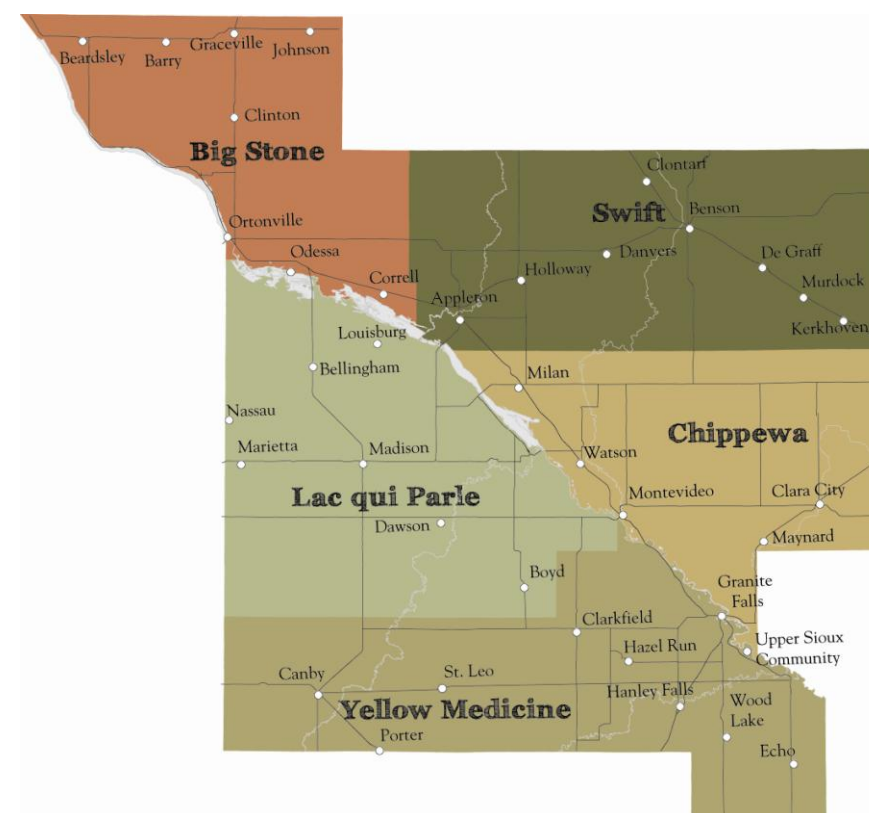 Graceville
Johnson
Beardsley
Barry
Clinton
Big Stone
Clontarf
Swift
Benson
Ortonville
Odessa
Danvers
De Graff
Holloway
Correll
Murdock
Appleton
Kerkhoven
Louisburg
Bellingham
Milan
Nassau
Chippewa
Marietta
Madison
Watson
Lac qui Parle
Montevideo
Clara City
Dawson
Maynard
Boyd
Granite
Falls
Clarkfield
Hazel Run
Upper Sioux
Community
Canby
St. Leo
Hanley Falls
Wood
Lake
Yellow Medicine
Porter
Echo